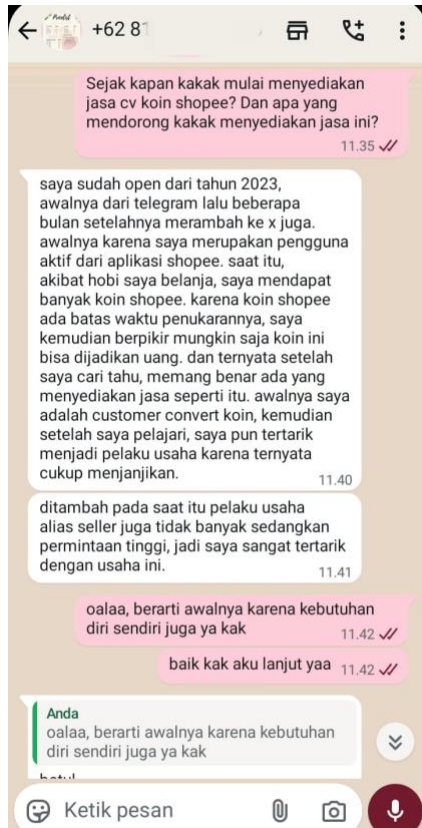 +62 8
Sejak kapan kakak mulai menyediakan
jasa cv koin shopee? Dan apa yang
mendorong kakak menyediakan jasa ini?
11.35
saya sudah open dari tahun 2023,
awalnya dari telegram lalu beberapa
bulan setelahnya merambah ke x juga.
awalnya karena saya merupakan pengguna
aktif dari aplikasi shopee. saat itu,
akibat hobi saya belanja, saya mendapat
banyak koin shopee. karena koin shopee
ada batas waktu penukarannya, saya
kemudian berpikir mungkin saja koin ini
bisa dijadikan uang. dan ternyata setelah
saya cari tahu, memang benar ada yang
menyediakan jasa seperti itu. awalnya saya
adalah customer convert koin, kemudian
setelah saya pelajari, saya pun tertarik
menjadi pelaku usaha karena ternyata
cukup menjanjikan.
11.40
ditambah pada saat itu pelaku usaha
alias seller juga tidak banyak sedangkan
permintaan tinggi, jadi saya sangat tertarik
dengan usaha ini.
11.41
oalaa, berarti awalnya karena kebutuhan
diri sendiri juga ya kak
11.42
baik kak aku lanjut yaa 11.42
Anda
oalaa, berarti awalnya karena kebutuhan
diri sendiri juga ya kak
betul
Ketik pesan